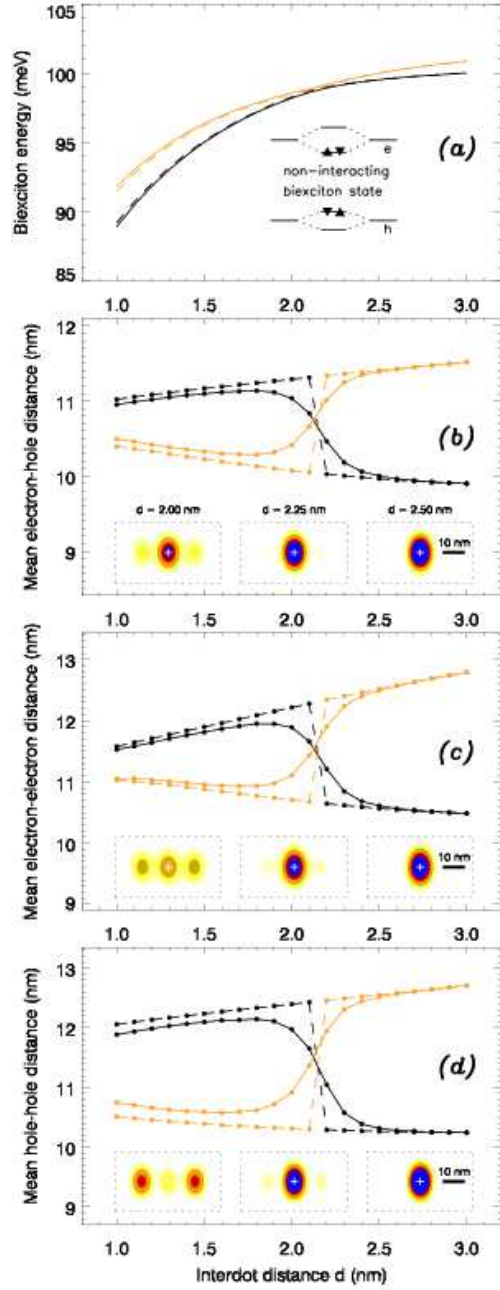 105
100
95
90
85
Biexciton energy (meV)
(a)
e
non-interacting
biexciton state
h
1.0 1.5 2.0 2.5 3.0
12
11
10
9
Mean electron-hole distance (nm)
(b)
d - 2.00 nm d - 2.25 nm d - 2.50 nm
10 nm
1.0 1.5 2.0 2.5 3.0
13
12
11
10
9
Mean electron-electron distance (nm)
(c)
10 nm
1.0 1.5 2.0 2.5 3.0
13
12
11
10
9
Mean hole-hole distance (nm)
(d)
10 nm
1.0 1.5 2.0 2.5 3.0
Interdot distance d (nm)